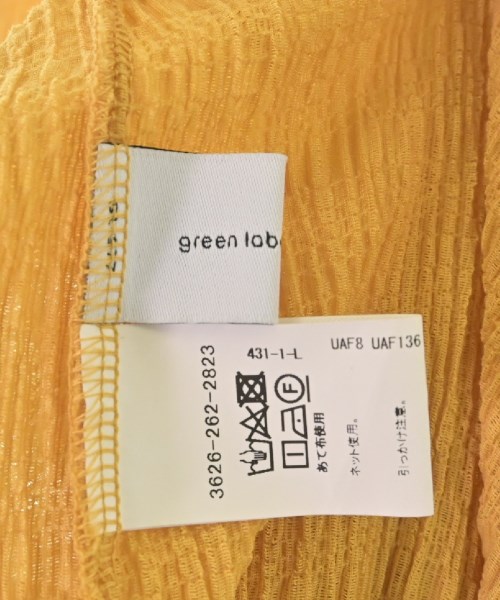 green lab
UAF8 UAF136
431-1-L
3626-262-2823
あて布使用
ネット使用。
引っかけ注意。